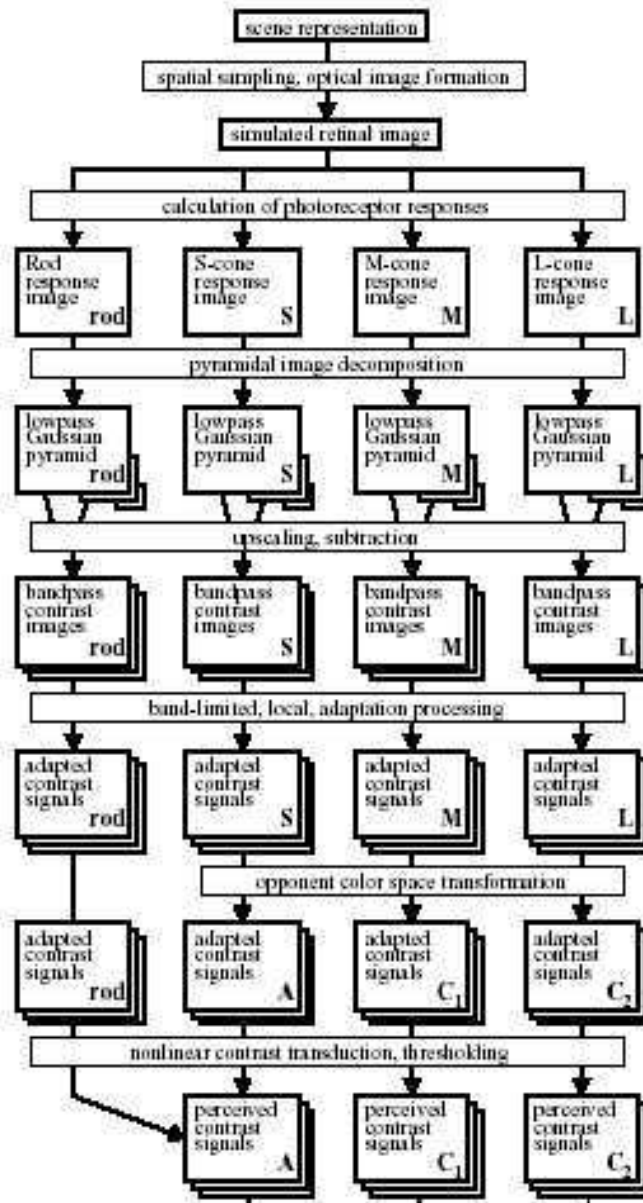 scene representation
spatial sampling, optical image formation
simulated retinal image
calculation of photoreceptor responses
Rod
response
image
rod
S-cone
response
image
S
M-cone
response
image
M
L-cone
response
image
L
pyramidal image decomposition
lowpass
Gaussian
pyramid
rod
lowpass
Gaussian
pyramid
S
lowpass
Gaussian
pyramid
M
lowpass
Gaussian
pyramid
L
upscaling, subtraction
bandpass
contrast
images
rod
bandpass
contrast
images
S
bandpass
contrast
images
M
bandpass
contrast
images
L
band-limited, local, adaptation processing
adapted
contrast
signals
rod
adapted
contrast
signals
S
adapted
contrast
signals
M
adapted
contrast
signals
L
opponent color space transformation
adapted
contrast
signals
rod
adapted
contrast
signals
A
adapted
contrast
signals
C1
adapted
contrast
signals
C2
nonlinear contrast transduction, thresholding
perceived
contrast
signals
A
perceived
contrast
signals
C1
perceived
contrast
signals
C2